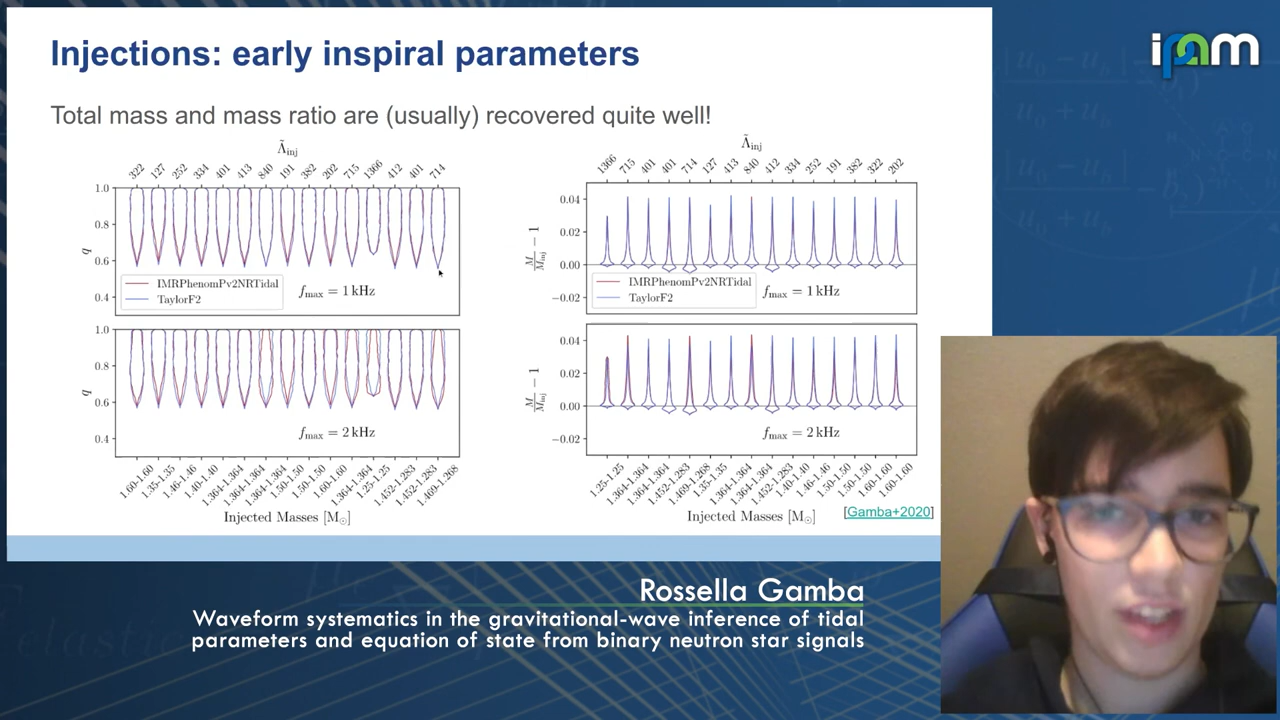 Injections: early inspiral parameters
ipam
Total mass and mass ratio are (usually) recovered quite well!
Λ̃inj
322 127 252 334 401 413 840 191 382 202 715 1366 412 401 714
1.0
0.8
q
0.6
0.4
IMRPhenomPv2NRTidal
TaylorF2
fmax = 1 kHz
1.0
0.8
q
0.6
0.4
fmax = 2 kHz
1.60-1.60 1.35-1.35 1.46-1.46 1.40-1.40 1.364-1.364 1.364-1.364 1.364-1.364 1.50-1.50 1.50-1.50 1.60-1.60 1.364-1.364 1.25-1.25 1.452-1.283 1.452-1.283 1.469-1.268
Injected Masses [M⊙]
Λ̃inj
1366 715 401 401 714 127 413 840 412 334 252 191 382 322 202
0.04
0.02
M/Minj − 1
0.00
−0.02
IMRPhenomPv2NRTidal
TaylorF2
fmax = 1 kHz
0.04
0.02
M/Minj − 1
0.00
−0.02
fmax = 2 kHz
1.25-1.25 1.364-1.364 1.364-1.364 1.452-1.283 1.469-1.268 1.35-1.35 1.364-1.364 1.364-1.364 1.452-1.283 1.40-1.40 1.46-1.46 1.50-1.50 1.50-1.50 1.60-1.60 1.60-1.60
Injected Masses [M⊙]
[Gamba+2020]
Rossella Gamba
Waveform systematics in the gravitational-wave inference of tidal
parameters and equation of state from binary neutron star signals